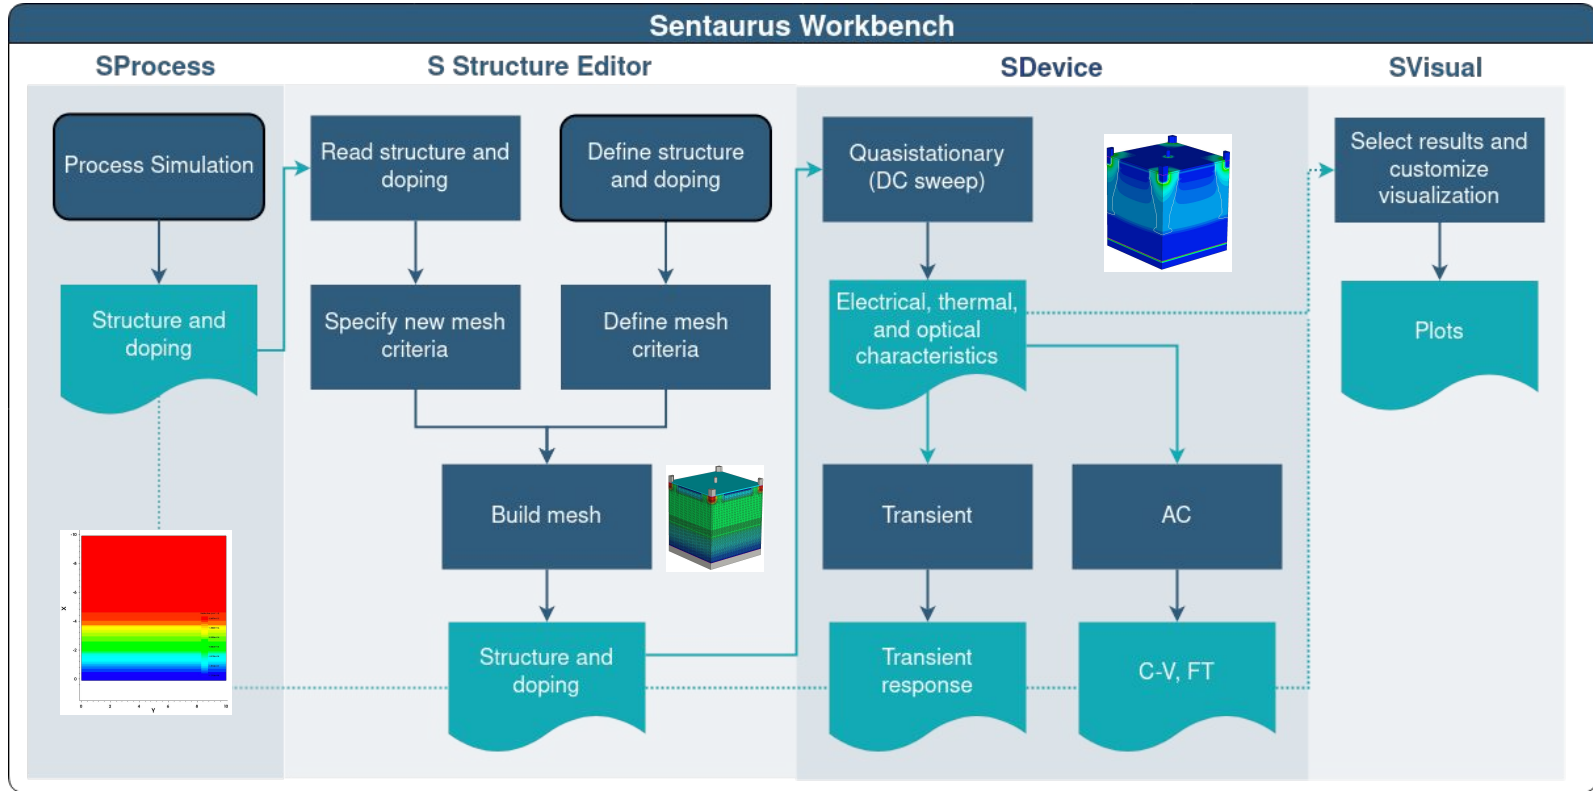 Sentaurus Workbench
SProcess
S Structure Editor
SDevice
SVisual
Process Simulation
Structure and
doping
Read structure and
doping
Define structure
and doping
Specify new mesh
criteria
Define mesh
criteria
Build mesh
Structure and
doping
Quasistationary
(DC sweep)
Electrical, thermal,
and optical
characteristics
Transient
AC
Transient
response
C-V, FT
Select results and
customize
visualization
Plots
X
Y